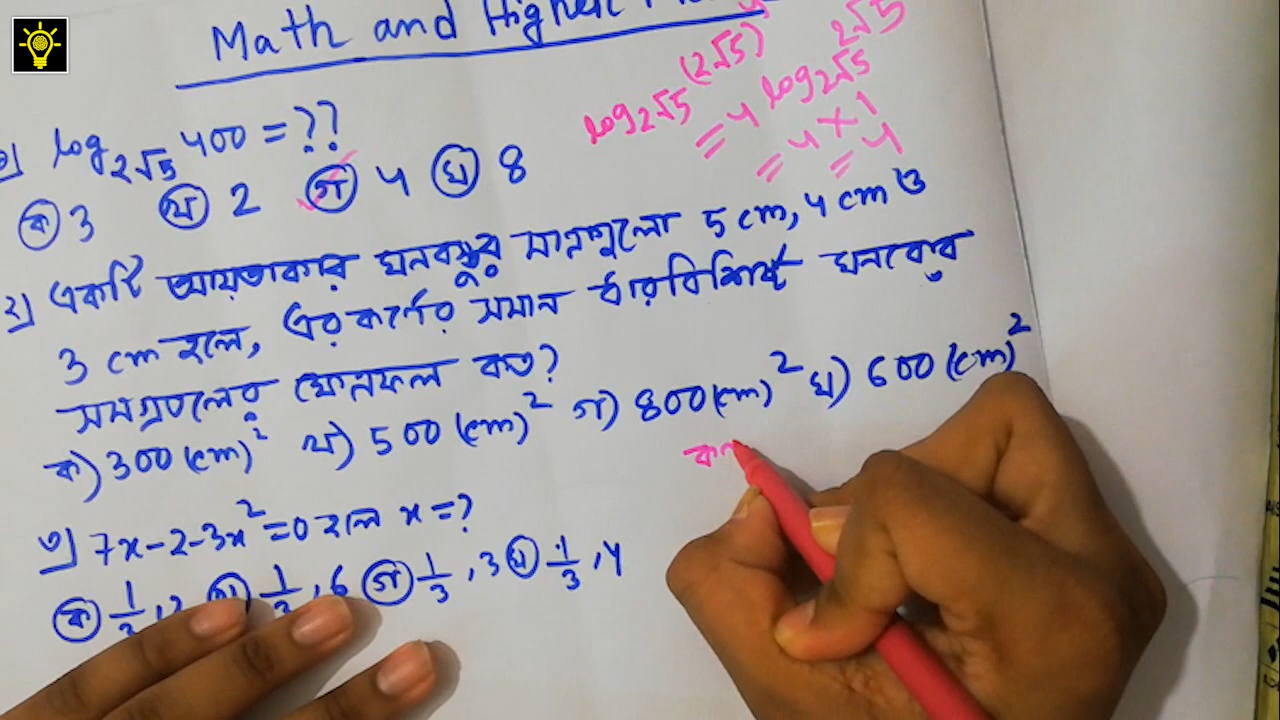 Math and Higher
log₂√5 400 = ??
ক 3 খ 2 গ 4 ঘ 8
২) একটি আয়তাকার ঘনবস্তুর মানগুলো 5 cm, 4 cm ও
3 cm হলে, এর কর্ণের সমান ধারবিশিষ্ট ঘনকের
সমগ্রতলের ক্ষেত্রফল কত?
ক) 300 (cm)² খ) 500 (cm)² গ) 800 (cm)² ঘ) 600 (cm)²
৩) 7x-2-3x²=0 হলে x=?
ক খ গ 1/3, 3 ঘ 1/3, 4
log₂√5 (2√5)⁴
= 4 log₂√5 2√5
= 4 × 1
= 4